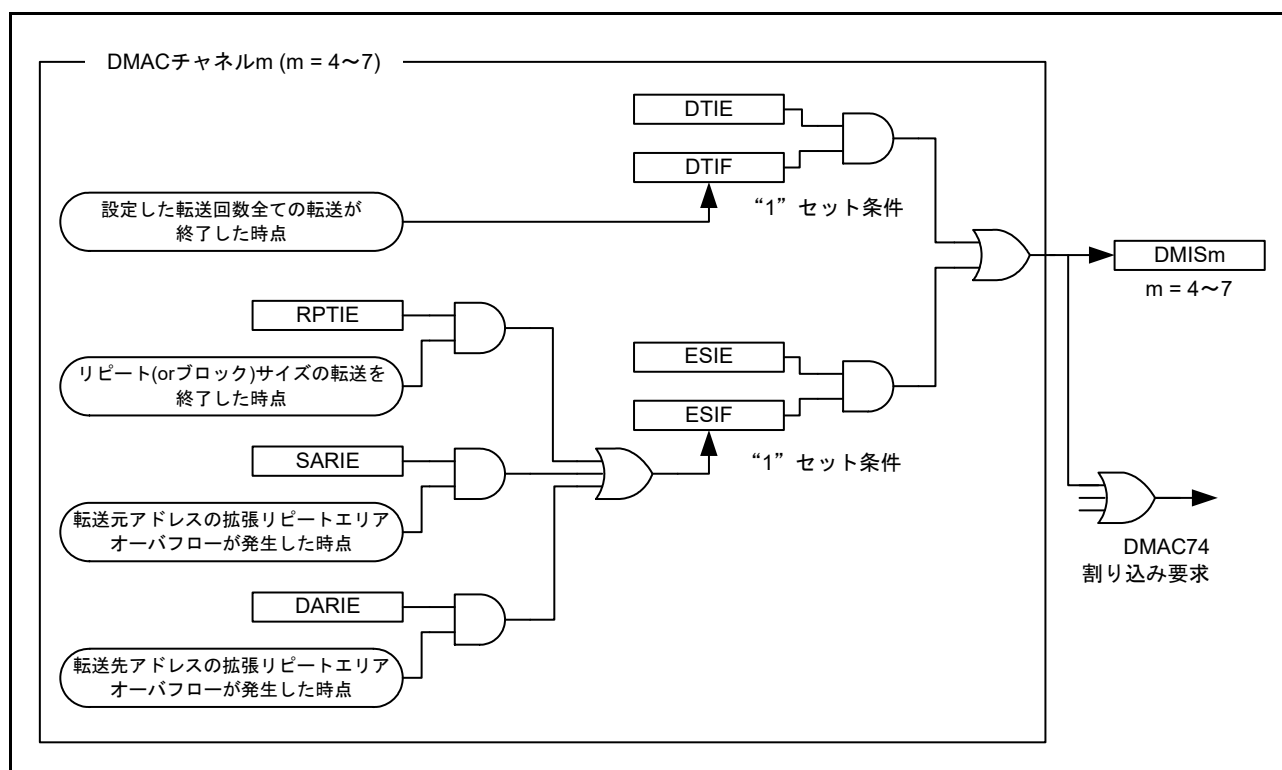 DMACチャネルm (m = 4～7)
DTIE
DTIF
“1”セット条件
設定した転送回数全ての転送が
終了した時点
DMISm
m = 4～7
RPTIE
リピート(orブロック)サイズの転送を
終了した時点
ESIE
ESIF
“1”セット条件
SARIE
転送元アドレスの拡張リピートエリア
オーバフローが発生した時点
DMAC74
割り込み要求
DARIE
転送先アドレスの拡張リピートエリア
オーバフローが発生した時点